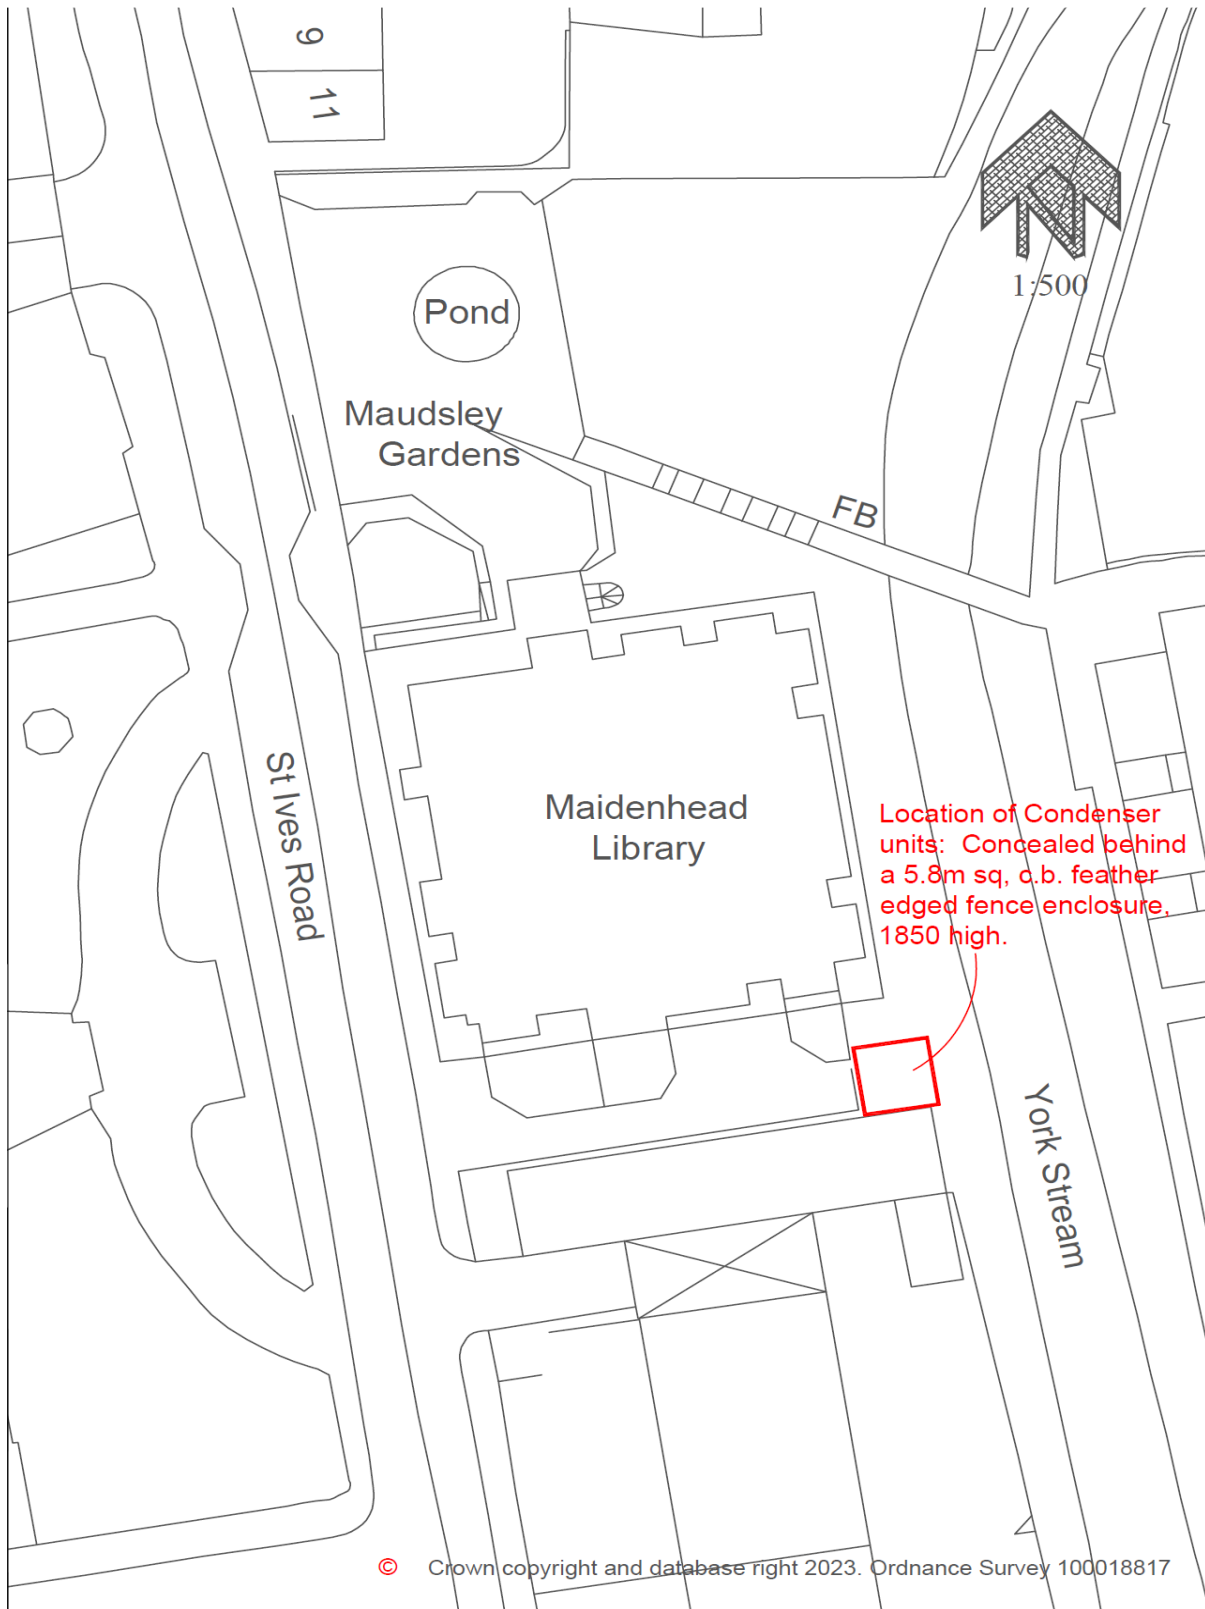 9
11
1:500
Pond
Maudsley
Gardens
FB
St Ives Road
Maidenhead
Library
Location of Condenser
units:  Concealed behind
a 5.8m sq, c.b. feather
edged fence enclosure,
1850 high.
York Stream
© Crown copyright and database right 2023. Ordnance Survey 100018817